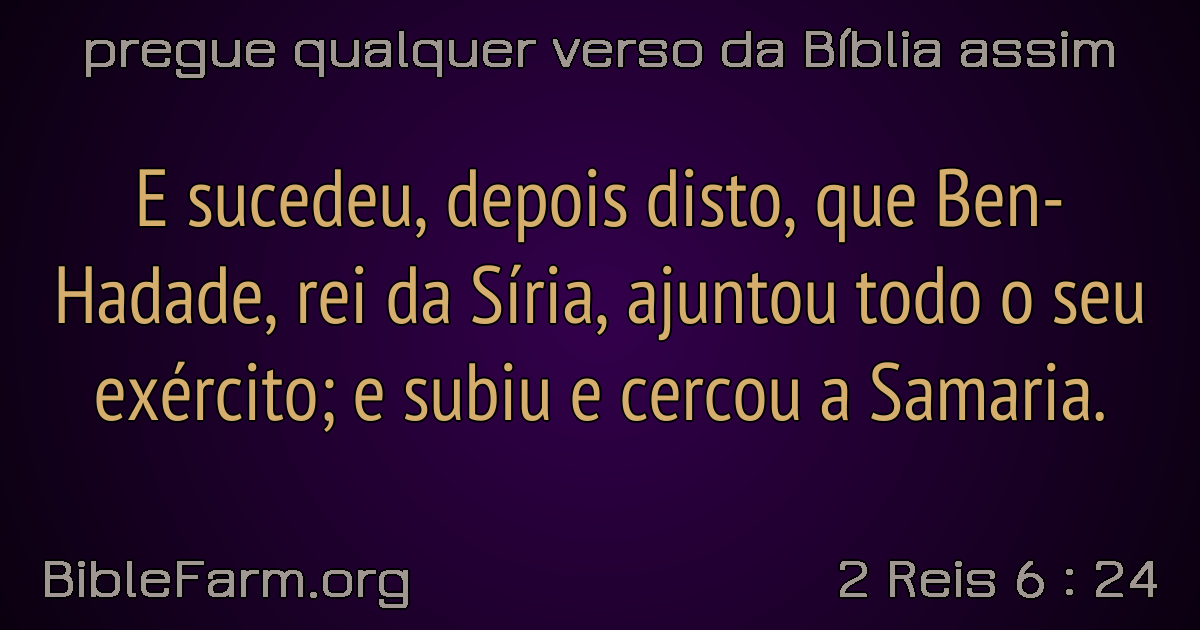 pregue qualquer verso da Bíblia assim
E sucedeu, depois disto, que Ben-
Hadade, rei da Síria, ajuntou todo o seu
exército; e subiu e cercou a Samaria.
BibleFarm.org
2 Reis 6 : 24